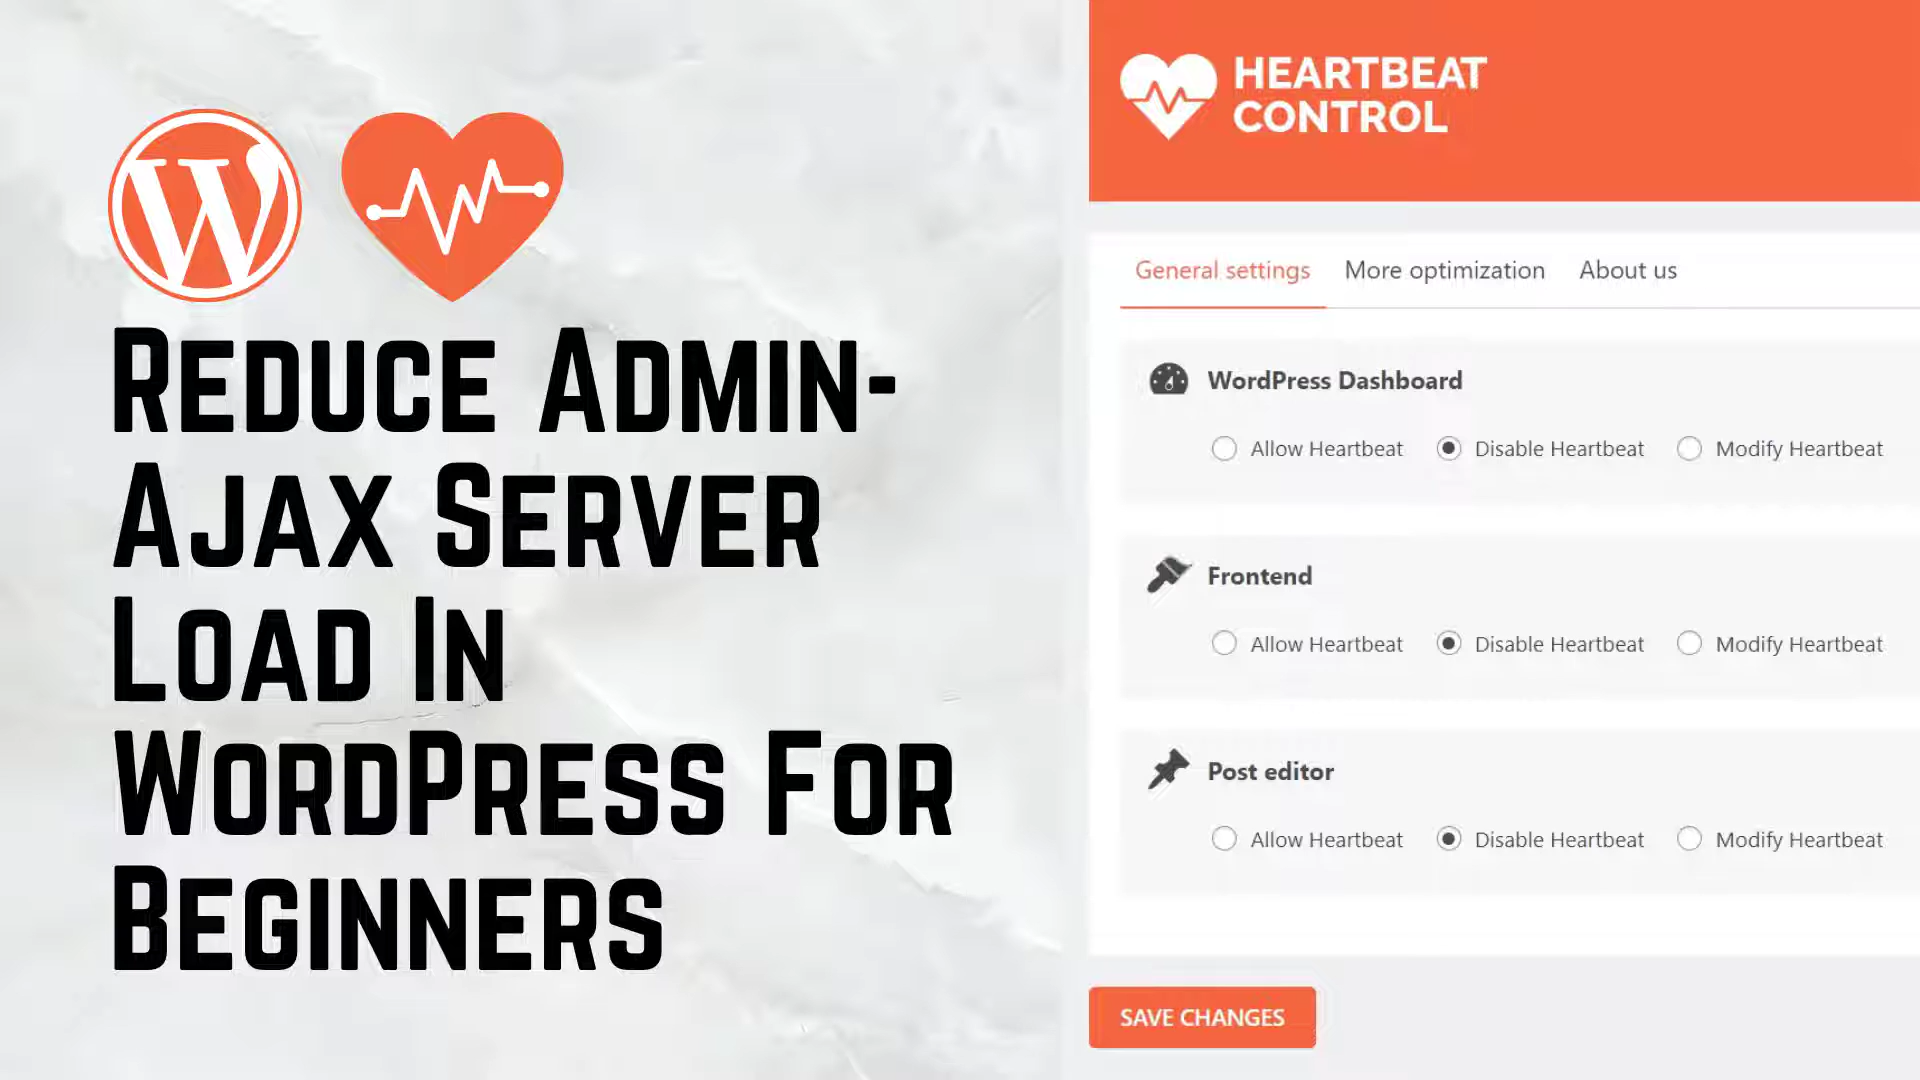 Reduce Admin-
Ajax Server
Load In
WordPress For
Beginners
HEARTBEAT
CONTROL
General settings More optimization About us
WordPress Dashboard
Allow Heartbeat Disable Heartbeat Modify Heartbeat
Frontend
Allow Heartbeat Disable Heartbeat Modify Heartbeat
Post editor
Allow Heartbeat Disable Heartbeat Modify Heartbeat
SAVE CHANGES